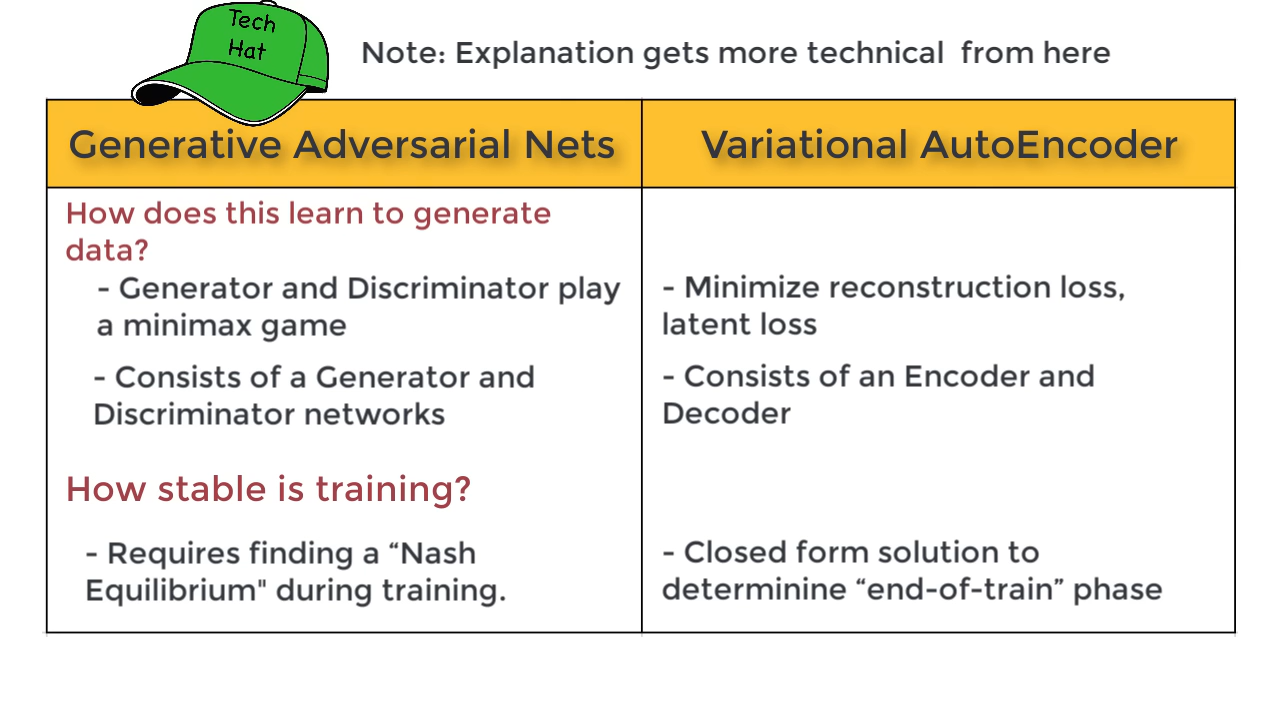 Tech
Hat
Note: Explanation gets more technical from here
Generative Adversarial Nets
Variational AutoEncoder
How does this learn to generate
data?
- Generator and Discriminator play
a minimax game
- Consists of a Generator and
Discriminator networks
- Minimize reconstruction loss,
latent loss
- Consists of an Encoder and
Decoder
How stable is training?
- Requires finding a “Nash
Equilibrium" during training.
- Closed form solution to
determinine “end-of-train” phase